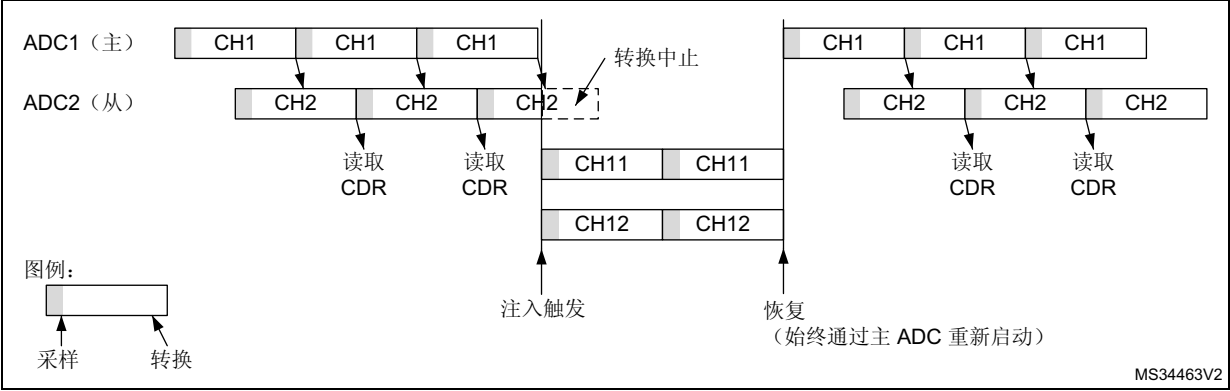 ADC1（主） CH1 CH1 CH1 CH1 CH1 CH1
转换中止
ADC2（从） CH2 CH2 CH2 CH2 CH2 CH2
读取 读取 读取 读取
CDR CDR CDR CDR
CH11 CH11
CH12 CH12
图例：
注入触发 恢复
（始终通过主 ADC 重新启动）
采样 转换
MS34463V2